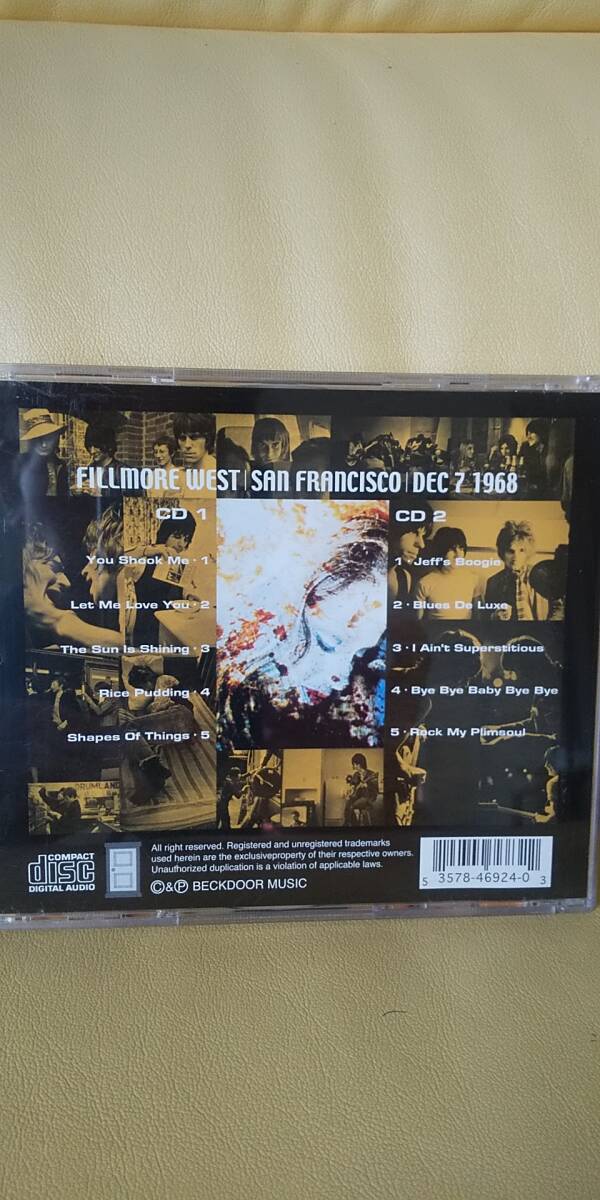 FILLMORE WEST | SAN FRANCISCO | DEC 7 1968
CD 1
You Shook Me · 1
Let Me Love You · 2
The Sun Is Shining · 3
Rice Pudding · 4
Shapes Of Things · 5
CD 2
1 · Jeff's Boogie
2 · Blues De Luxe
3 · I Ain't Superstitious
4 · Bye Bye Baby Bye Bye
5 · Rock My Plimsoul
DRUMLAND
COMPACT
disc
DIGITAL AUDIO
All right reserved. Registered and unregistered trademarks
used herein are the exclusiveproperty of their respective owners.
Unauthorized duplication is a violation of applicable laws.
©&℗ BECKDOOR MUSIC
5 3578-46924-0 3